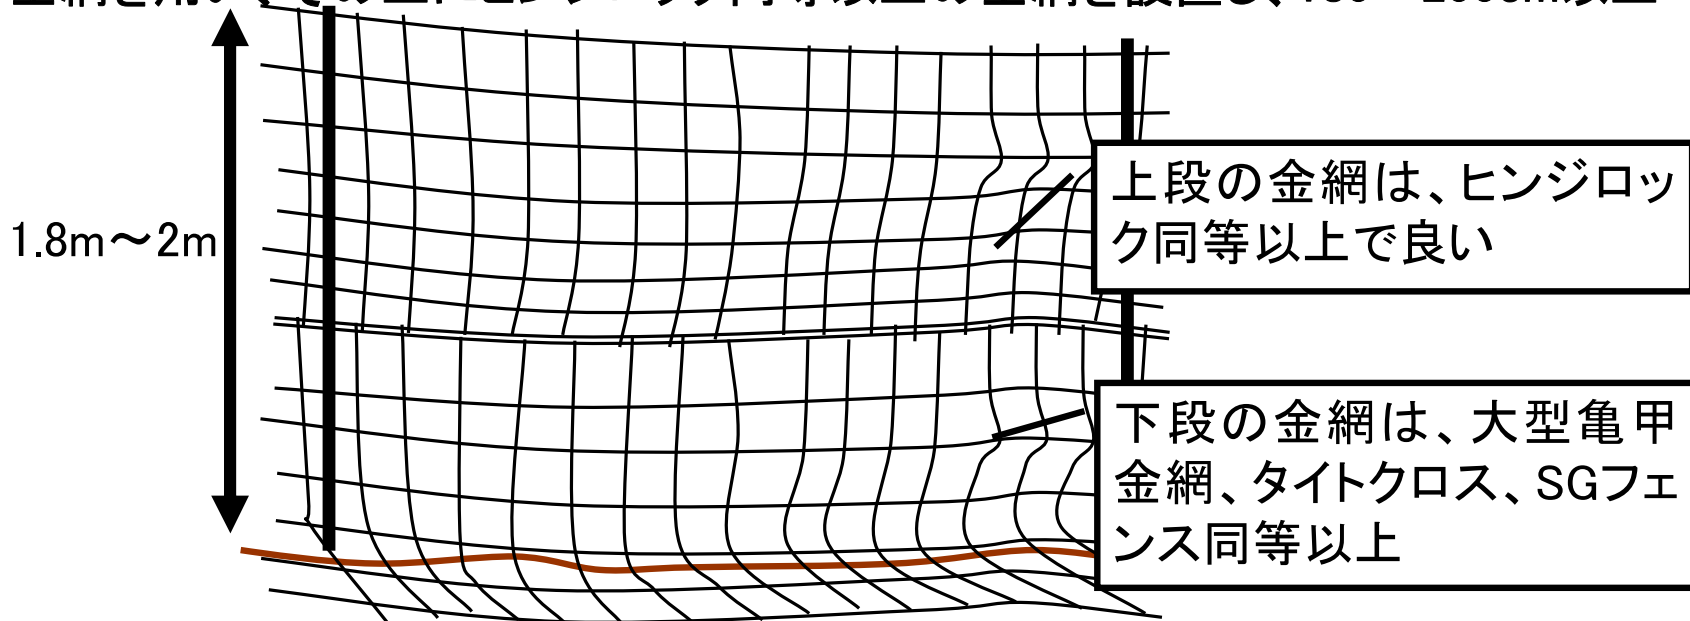 1.8m～2m
上段の金網は、ヒンジロッ
ク同等以上で良い
下段の金網は、大型亀甲
金網、タイトクロス、SGフェ
ンス同等以上